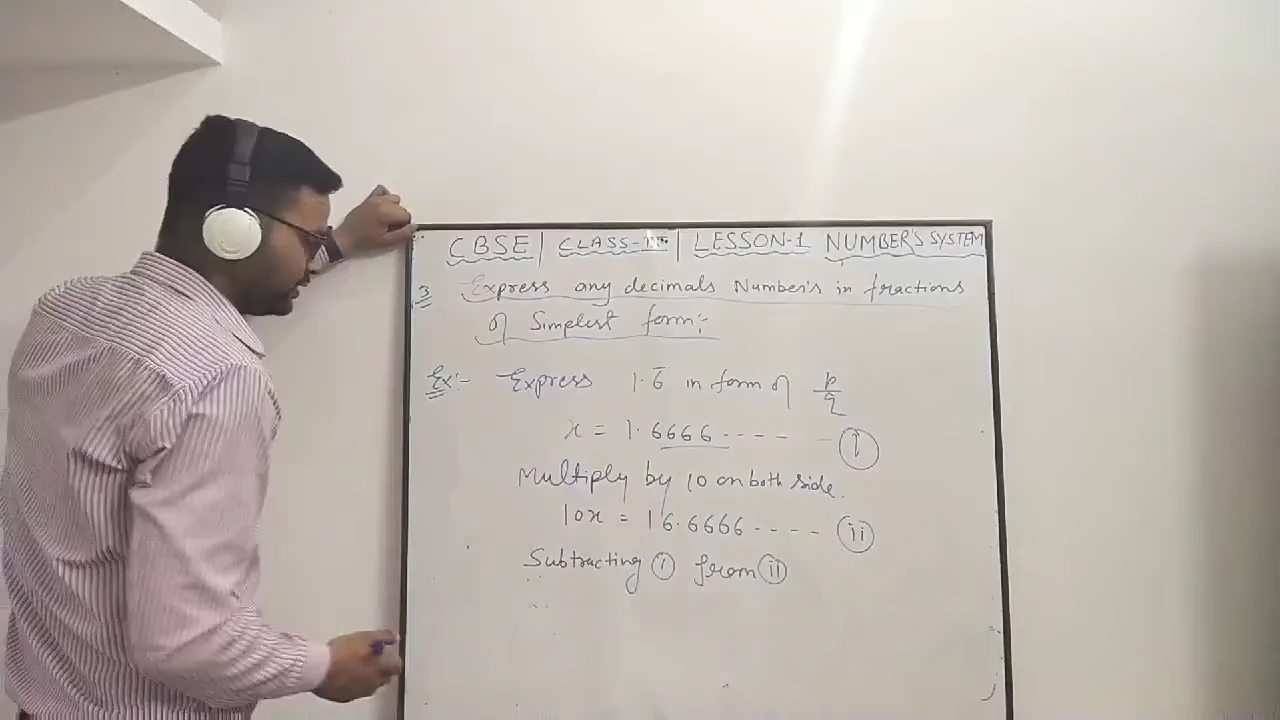 CBSE | CLASS- | LESSON-1 NUMBER'S SYSTEM
3 Express any decimals Number's in fractions
of Simplest form:-
Ex:- Express 1.6̅ in form of p/q
x = 1.6666---- - (i)
Multiply by 10 on both side.
10x = 16.6666---- (ii)
Subtracting (i) from (ii)